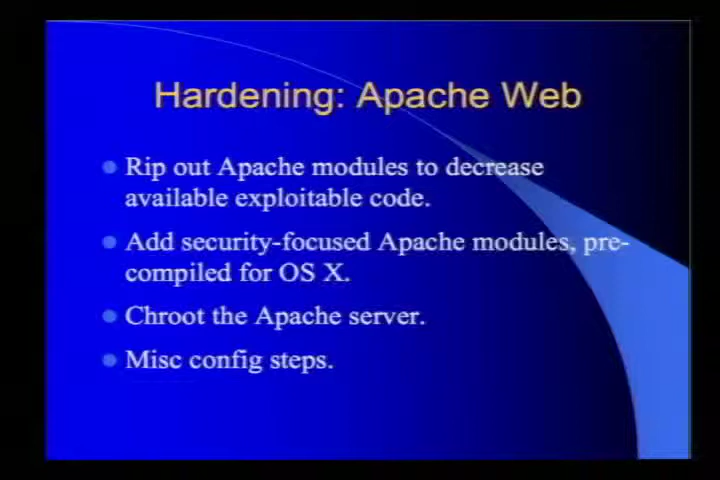 Hardening: Apache Web
Rip out Apache modules to decrease
available exploitable code.
Add security-focused Apache modules, pre-
compiled for OS X.
Chroot the Apache server.
Misc config steps.